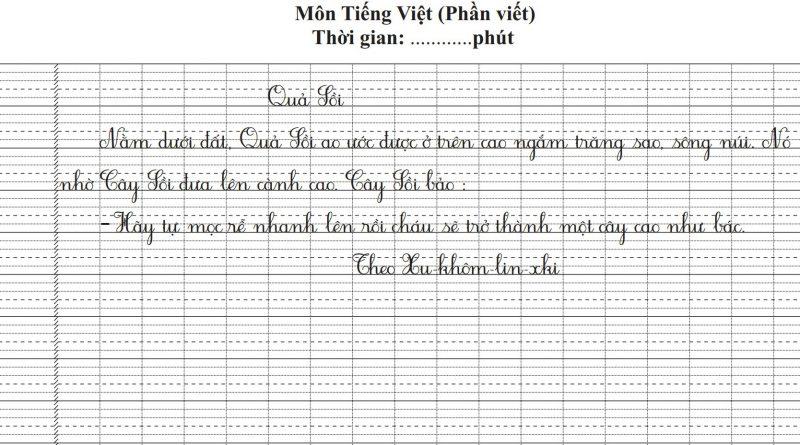 Môn Tiếng Việt (Phần viết)
Thời gian: ............phút
Quả Sồi
Nằm dưới đất, Quả Sồi ao ước được ở trên cao ngắm trăng sao, sông núi. Nó
nhờ Cây Sồi đưa lên cành cao. Cây Sồi bảo :
- Hãy tự mọc rễ nhanh lên rồi cháu sẽ trở thành một cây cao như bác.
Theo Xu-khôm-lin-xki